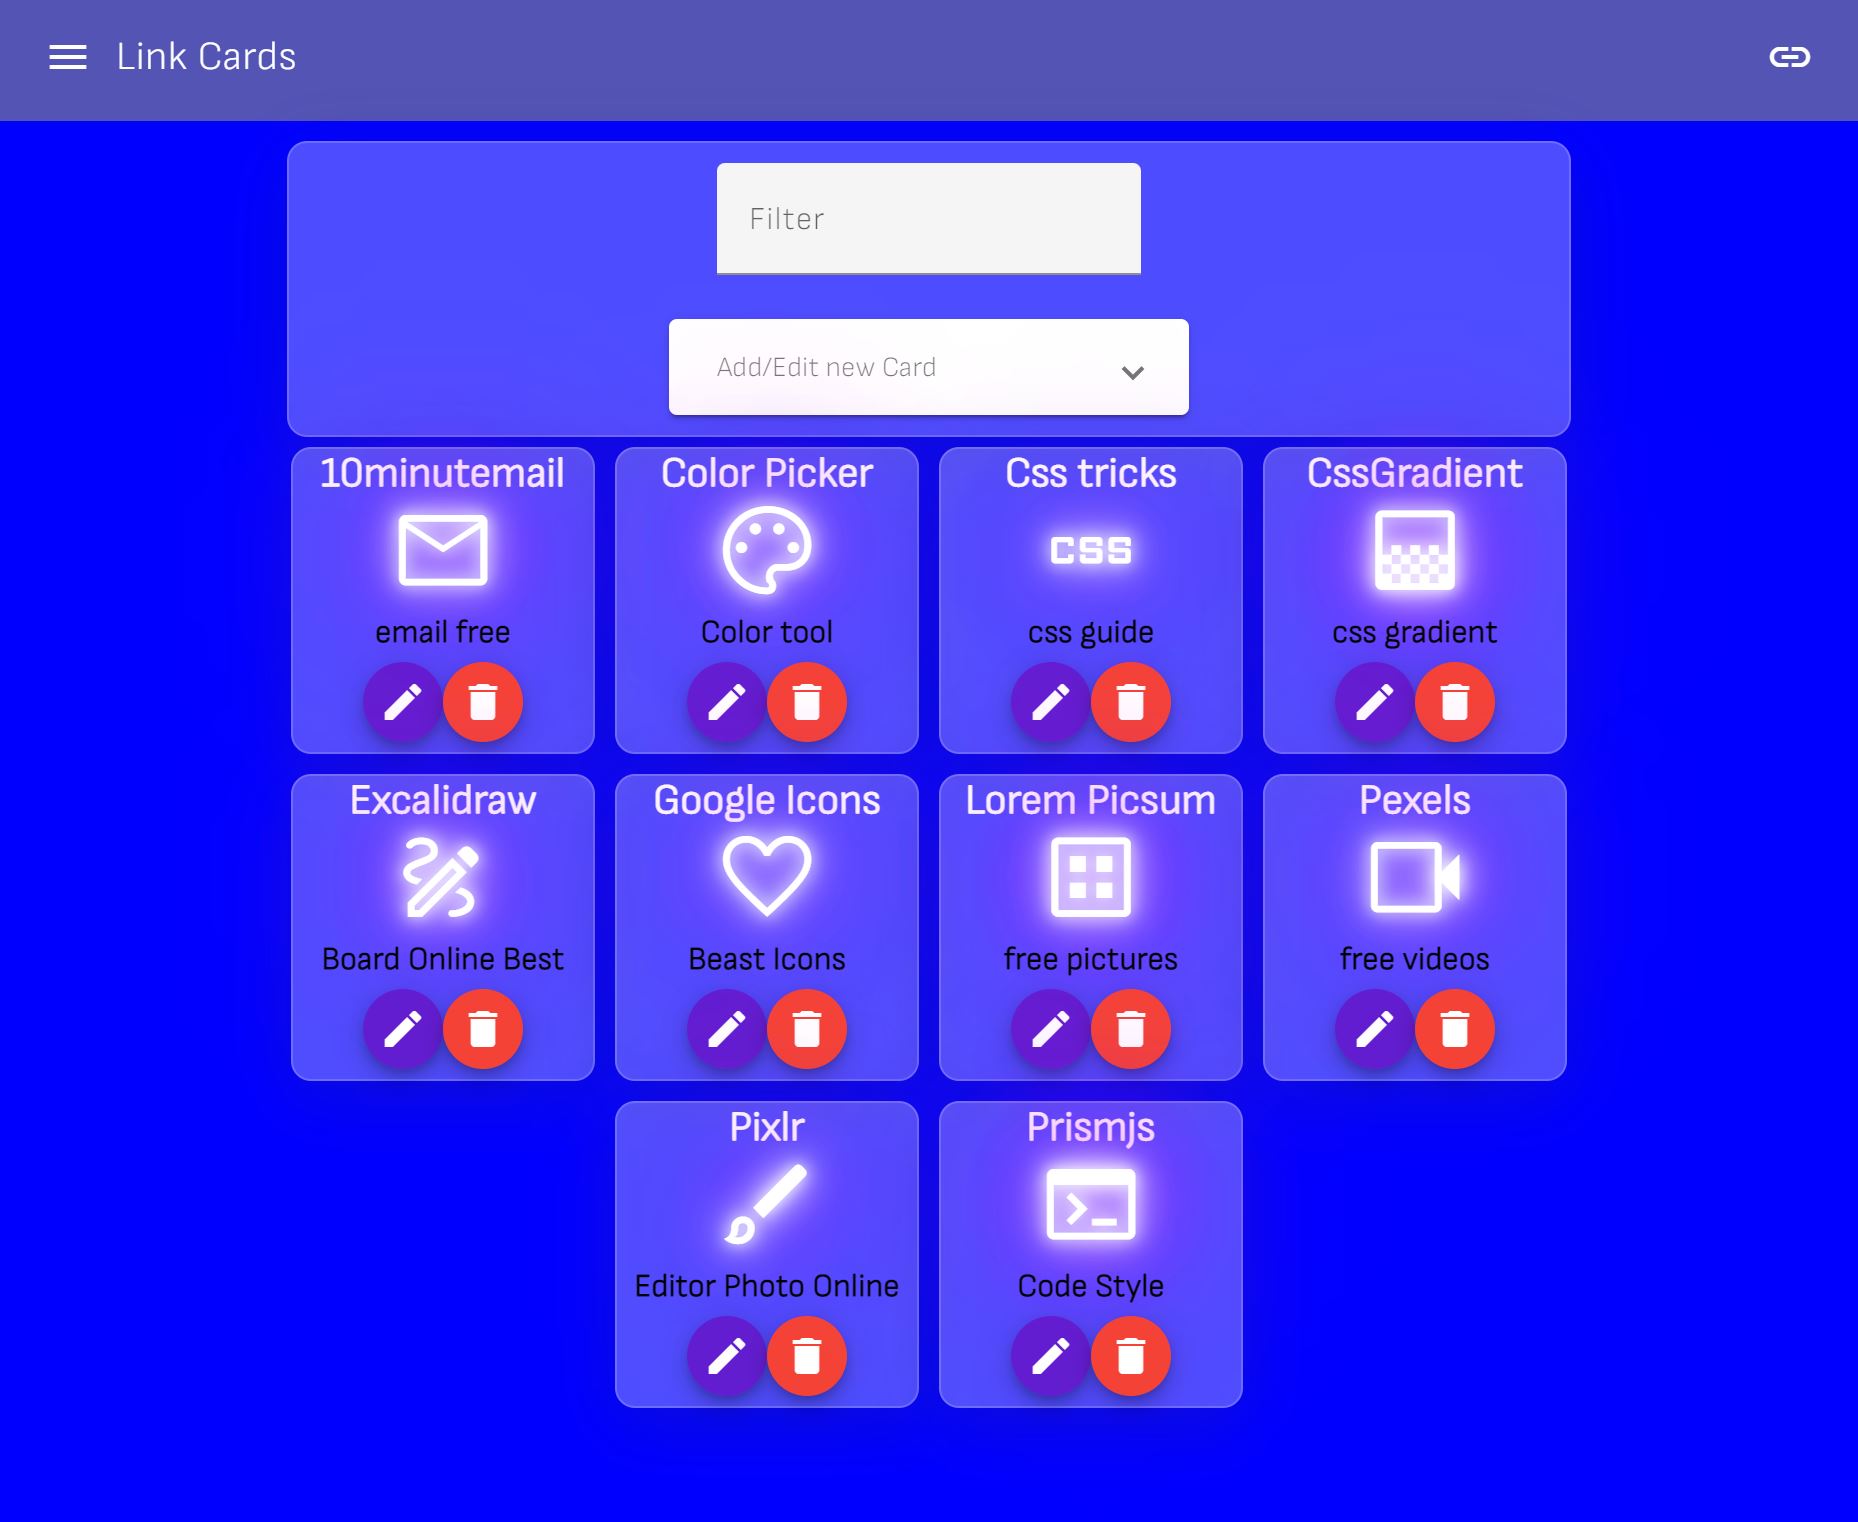 Link Cards
Filter
Add/Edit new Card
10minutemail
email free
Color Picker
Color tool
Css tricks
css
css guide
CssGradient
css gradient
Excalidraw
Board Online Best
Google Icons
Beast Icons
Lorem Picsum
free pictures
Pexels
free videos
Pixlr
Editor Photo Online
Prismjs
Code Style